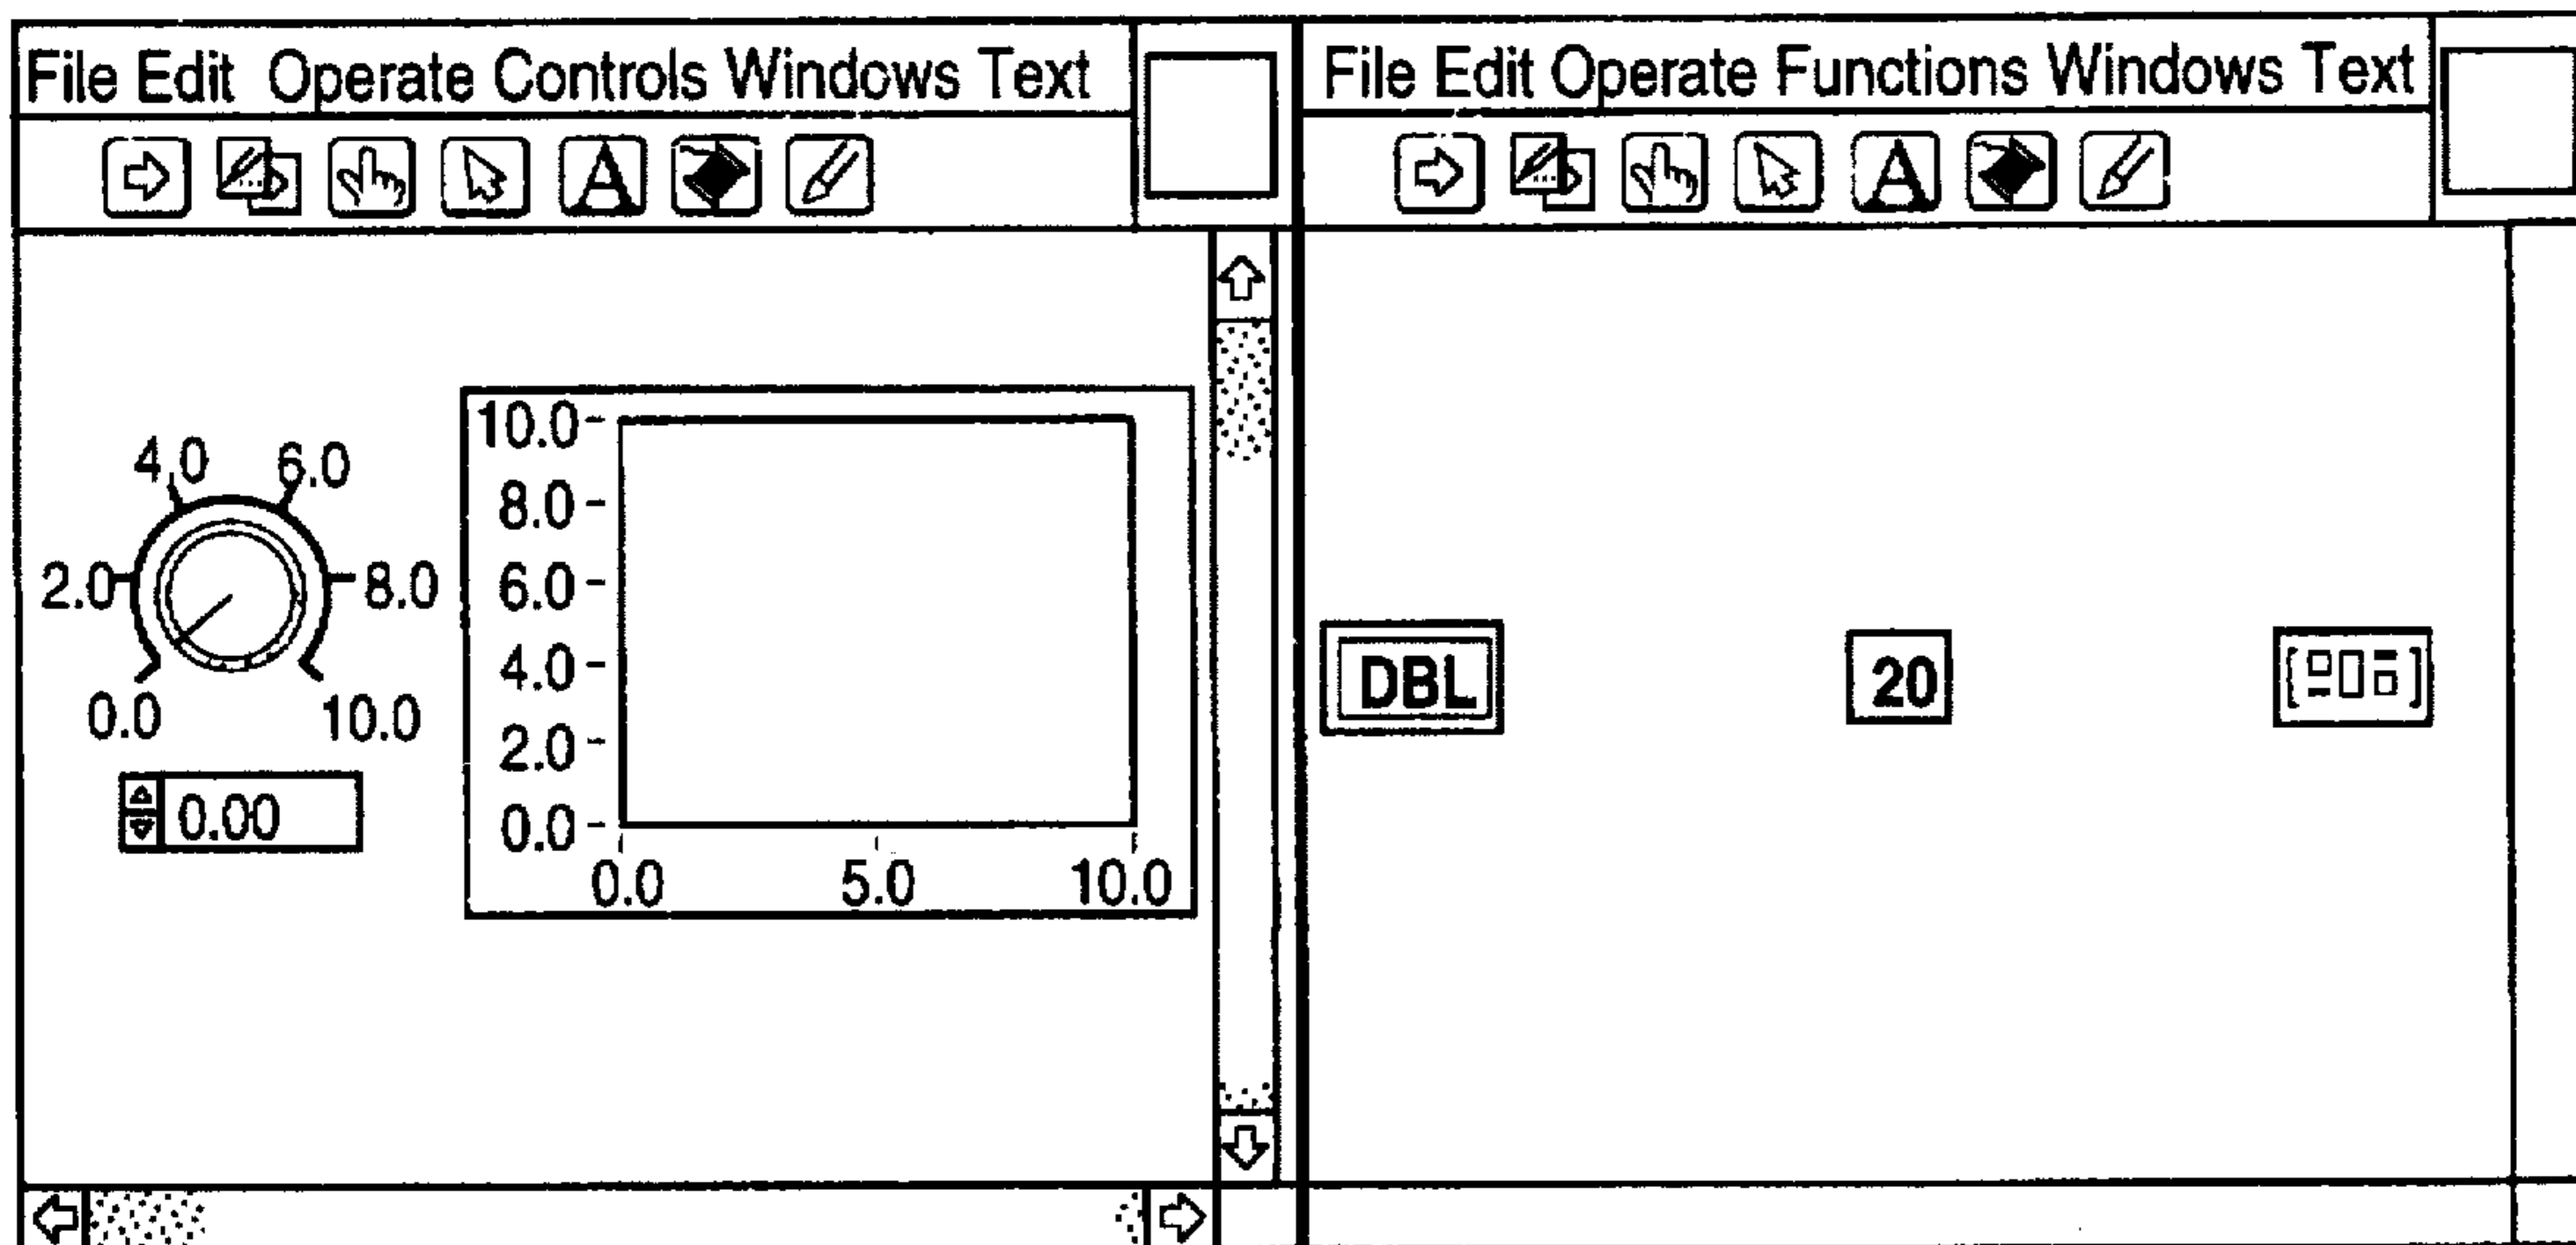 File Edit Operate Controls Windows Text
A
4.0 6.0
2.0 8.0
0.0 10.0
0.00
10.0
8.0
6.0
4.0
2.0
0.0
0.0 5.0 10.0
File Edit Operate Functions Windows Text
A
DBL
20